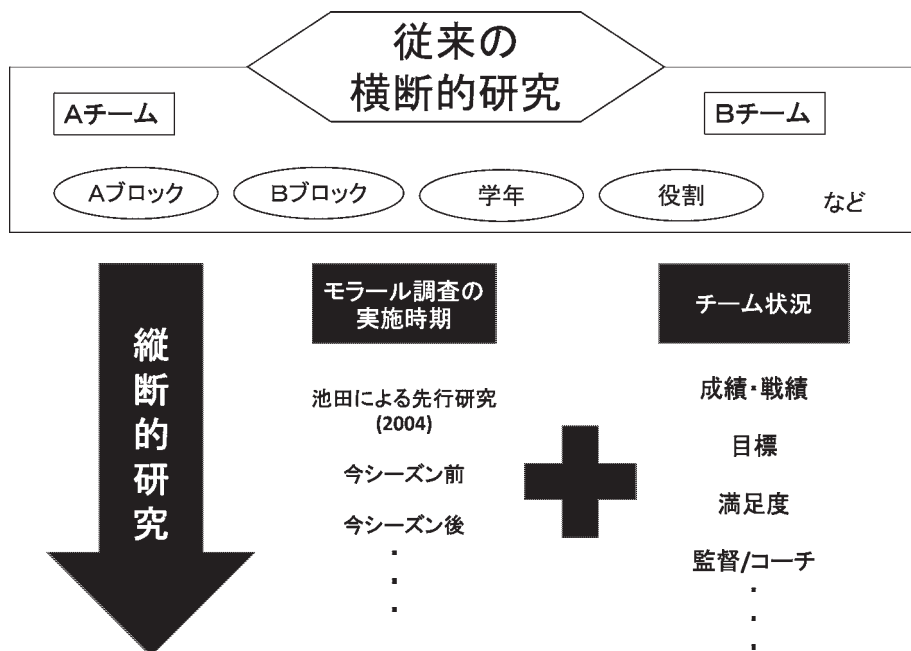 従来の
横断的研究
Aチーム
Bチーム
Aブロック
Bブロック
学年
役割
など
縦断的研究
モラール調査の
実施時期
池田による先行研究
(2004)
今シーズン前
今シーズン後
・
・
・
チーム状況
成績・戦績
目標
満足度
監督/コーチ
・
・
・